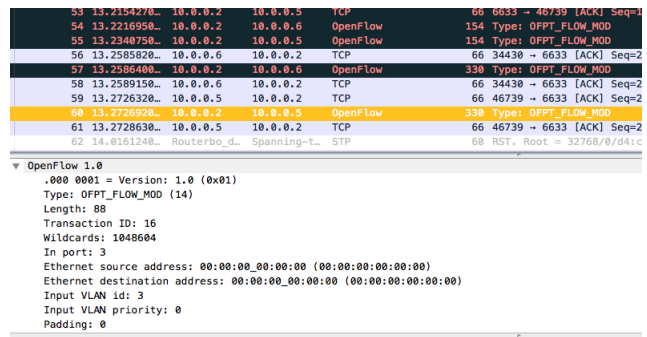 53 13.2154270… 10.0.0.2 10.0.0.5 TCP 66 6633 → 46739 [ACK] Seq=1
54 13.2216950… 10.0.0.2 10.0.0.6 OpenFlow 154 Type: OFPT_FLOW_MOD
55 13.2340750… 10.0.0.2 10.0.0.5 OpenFlow 154 Type: OFPT_FLOW_MOD
56 13.2585820… 10.0.0.6 10.0.0.2 TCP 66 34430 → 6633 [ACK] Seq=2
57 13.2586400… 10.0.0.2 10.0.0.6 OpenFlow 330 Type: OFPT_FLOW_MOD
58 13.2589150… 10.0.0.6 10.0.0.2 TCP 66 34430 → 6633 [ACK] Seq=2
59 13.2726320… 10.0.0.5 10.0.0.2 TCP 66 46739 → 6633 [ACK] Seq=2
60 13.2726920… 10.0.0.2 10.0.0.5 OpenFlow 330 Type: OFPT_FLOW_MOD
61 13.2728630… 10.0.0.5 10.0.0.2 TCP 66 46739 → 6633 [ACK] Seq=2
62 14.0161240… Routerbo_d… Spanning-t… STP 60 RST. Root = 32768/0/d4:c
OpenFlow 1.0
.000 0001 = Version: 1.0 (0x01)
Type: OFPT_FLOW_MOD (14)
Length: 88
Transaction ID: 16
Wildcards: 1048604
In port: 3
Ethernet source address: 00:00:00_00:00:00 (00:00:00:00:00:00)
Ethernet destination address: 00:00:00_00:00:00 (00:00:00:00:00:00)
Input VLAN id: 3
Input VLAN priority: 0
Padding: 0